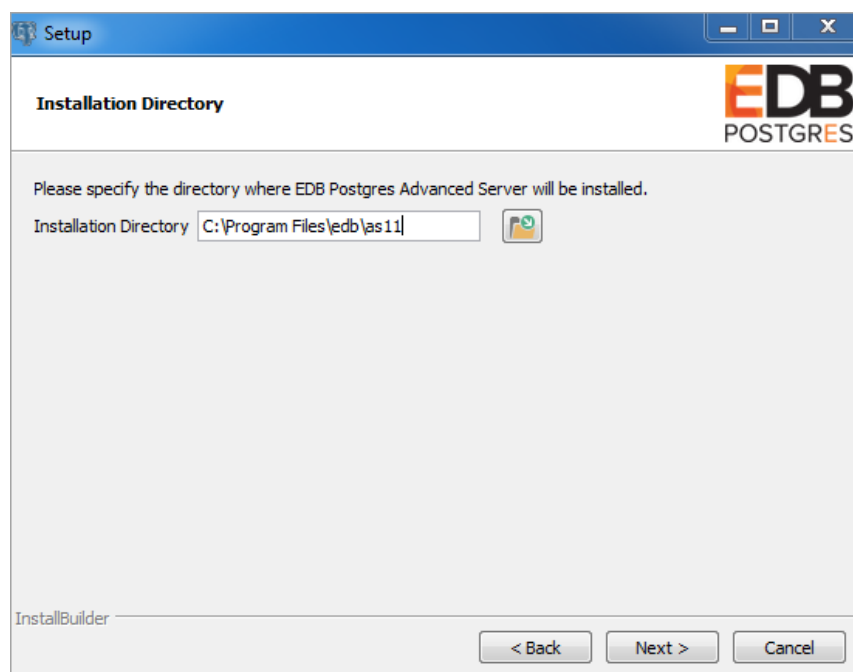 Setup
Installation Directory
EDB
POSTGRES
Please specify the directory where EDB Postgres Advanced Server will be installed.
Installation Directory C:\Program Files\edb\as11
InstallBuilder
< Back Next > Cancel